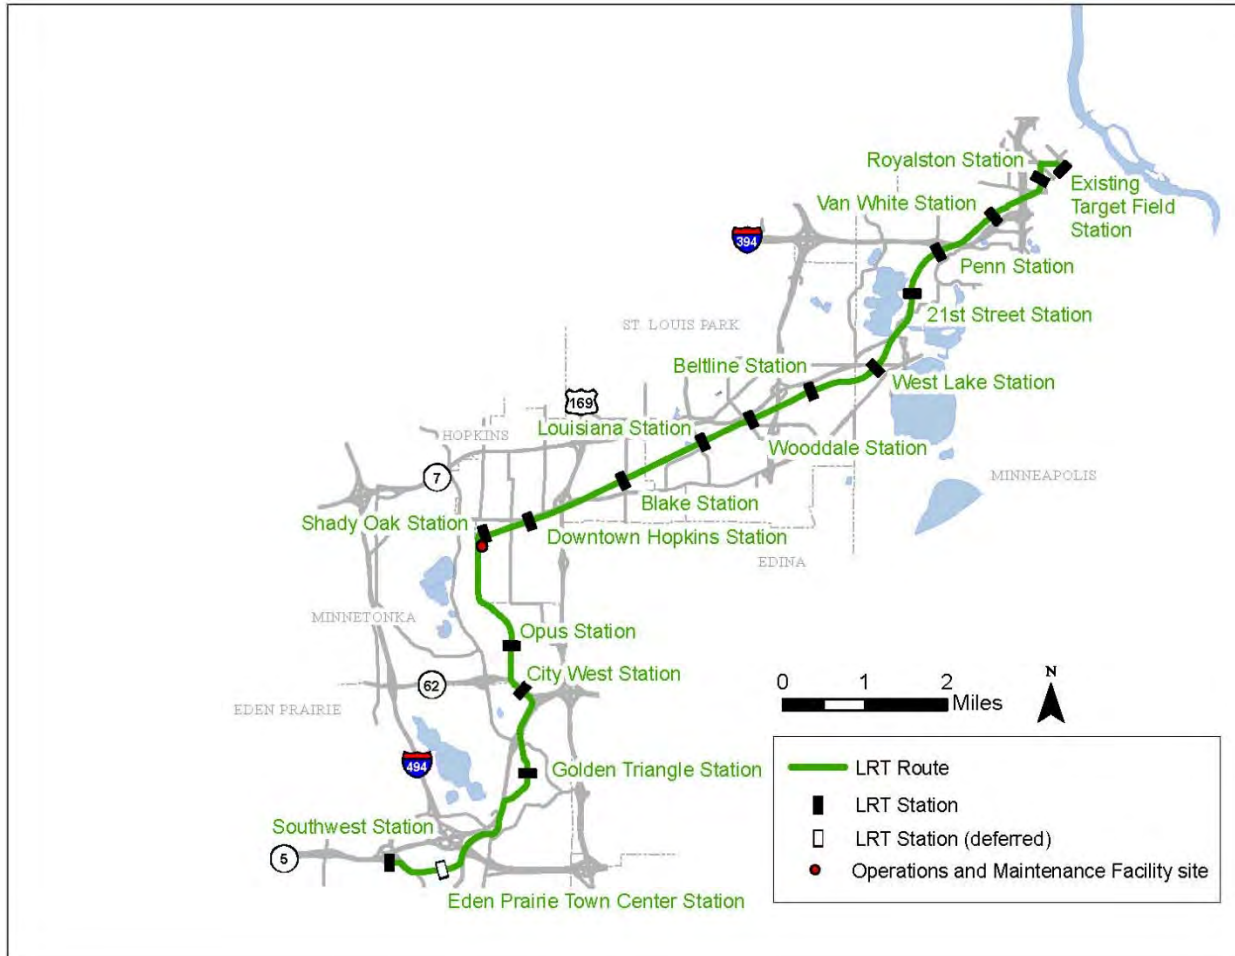 Royalston Station
Existing
Target Field
Station
Van White Station
394
Penn Station
21st Street Station
ST. LOUIS PARK
Beltline Station
West Lake Station
169
Louisiana Station
HOPKINS
Wooddale Station
7
MINNEAPOLIS
Blake Station
Shady Oak Station
Downtown Hopkins Station
EDINA
MINNETONKA
Opus Station
City West Station
62
EDEN PRAIRIE
0 1 2
Miles
N
494
Golden Triangle Station
LRT Route
LRT Station
LRT Station (deferred)
Operations and Maintenance Facility site
Southwest Station
5
Eden Prairie Town Center Station